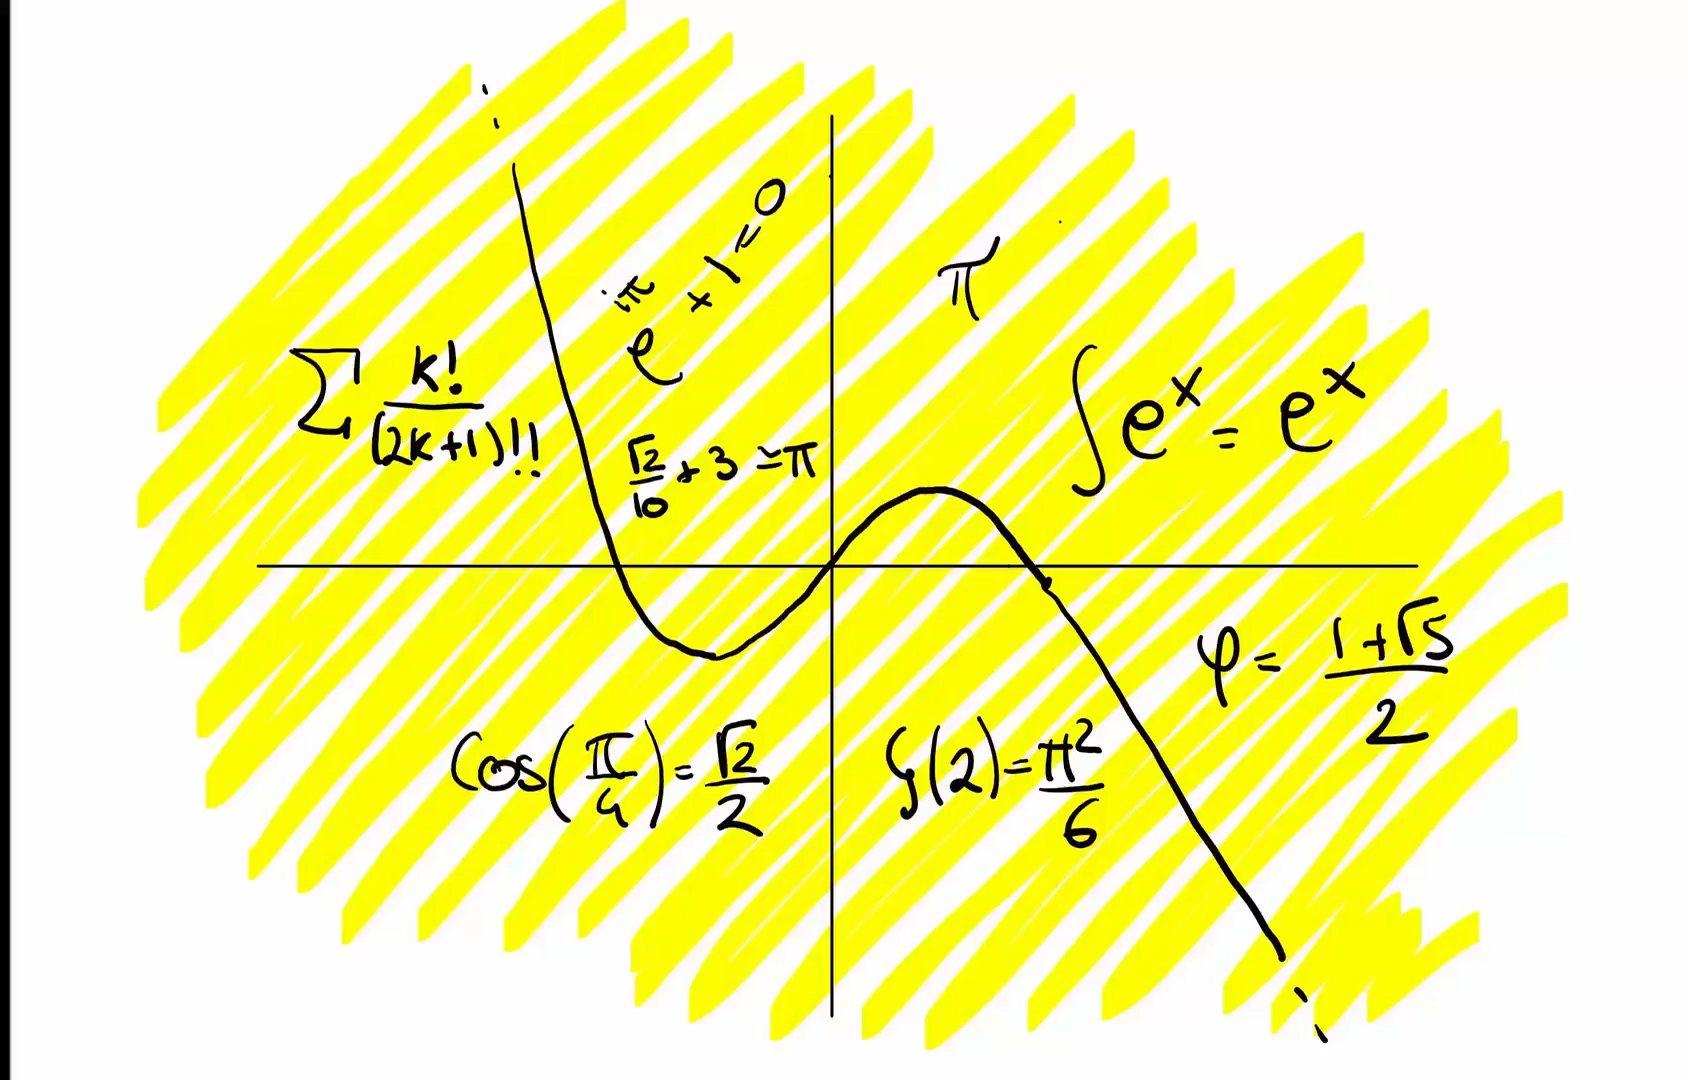 e^{iπ} + 1 = 0
π
∑ k!/(2k+1)!!
∫ e^x = e^x
√2/10 + 3 ≃ π
φ = (1+√5)/2
Cos(π/4) = √2/2
ζ(2) = π²/6